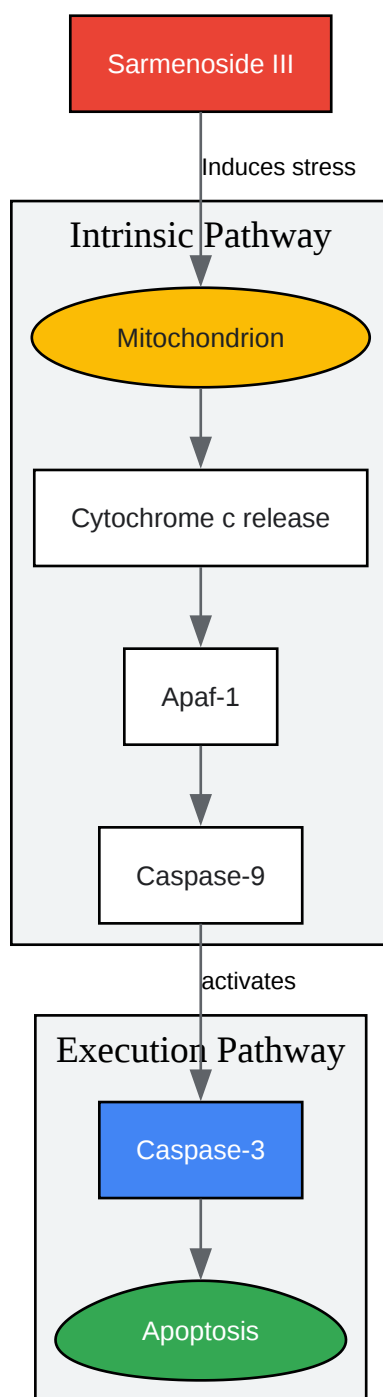 Sarmenoside III
Induces stress
Intrinsic Pathway
Mitochondrion
Cytochrome c release
Apaf-1
Caspase-9
activates
Execution Pathway
Caspase-3
Apoptosis